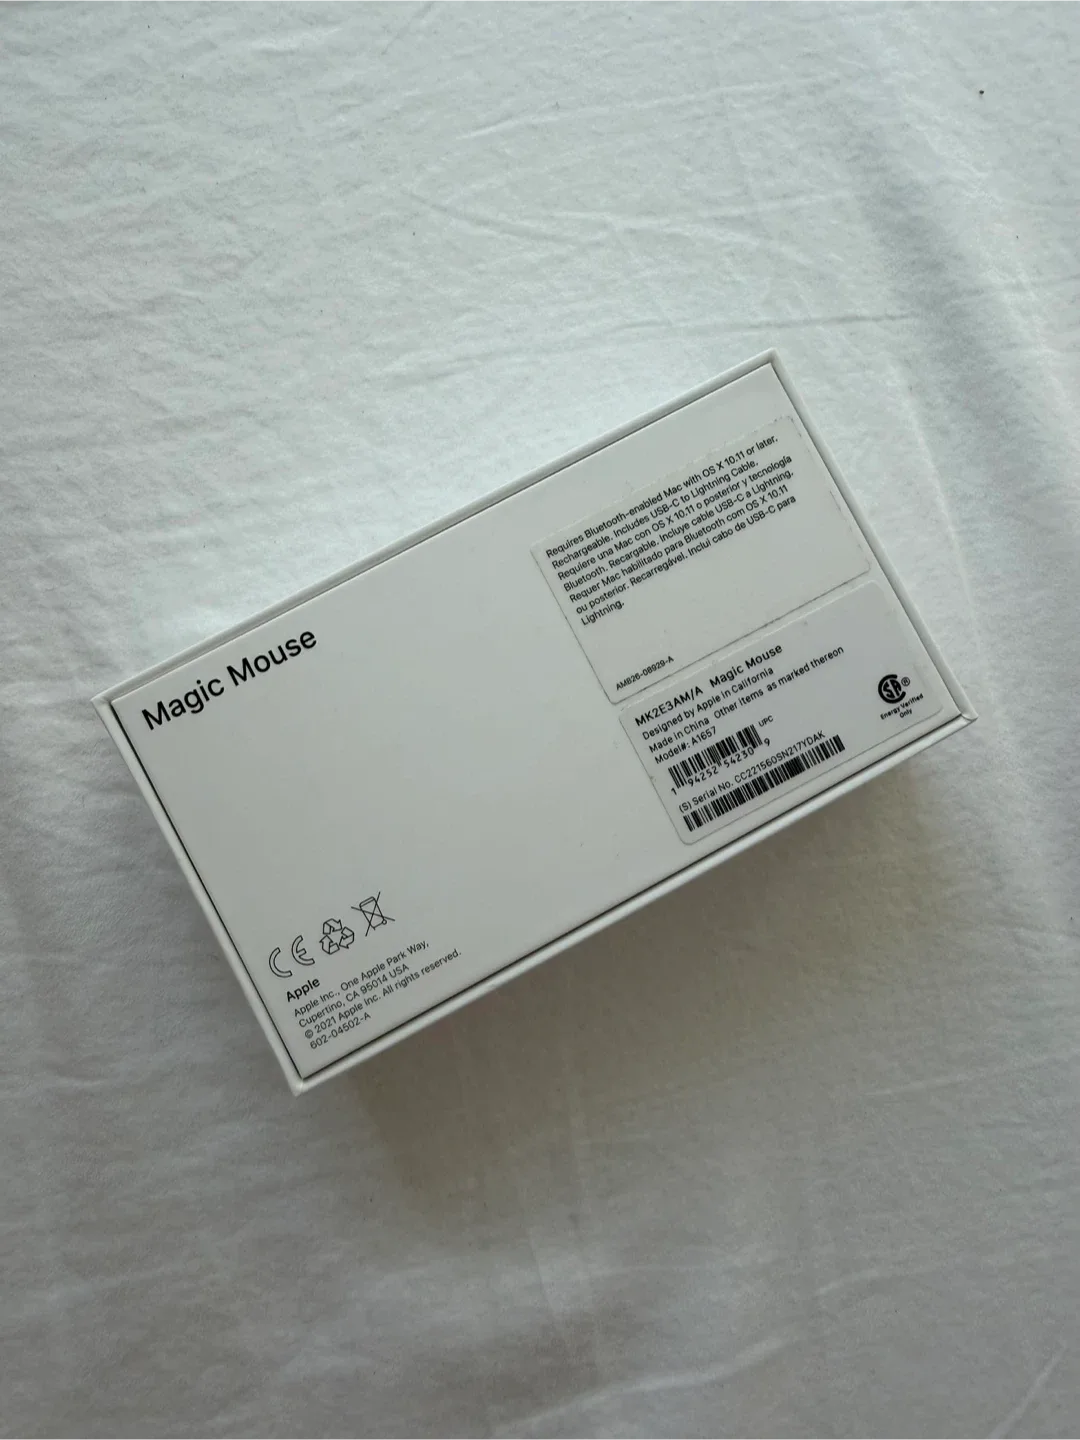 Magic Mouse
Requires Bluetooth-enabled Mac with OS X 10.11 or later.
Rechargeable. Includes USB-C to Lightning Cable.
Requiere una Mac con OS X 10.11 o posterior y tecnología
Bluetooth. Recargable. Incluye cable USB-C a Lightning.
Requer Mac habilitado para Bluetooth com OS X 10.11
ou posterior. Recarregável. Inclui cabo de USB-C para
Lightning.
AM826-08929-A
MK2E3AM/A Magic Mouse
Designed by Apple in California
Made in China Other items as marked thereon
Model#: A1657
UPC
1 94252 54230 9
(S) Serial No. CC221560SN217YDAK
SA ®
Energy Verified
Only
CE
Apple
Apple Inc., One Apple Park Way,
Cupertino, CA 95014 USA
© 2021 Apple Inc. All rights reserved.
602-04502-A